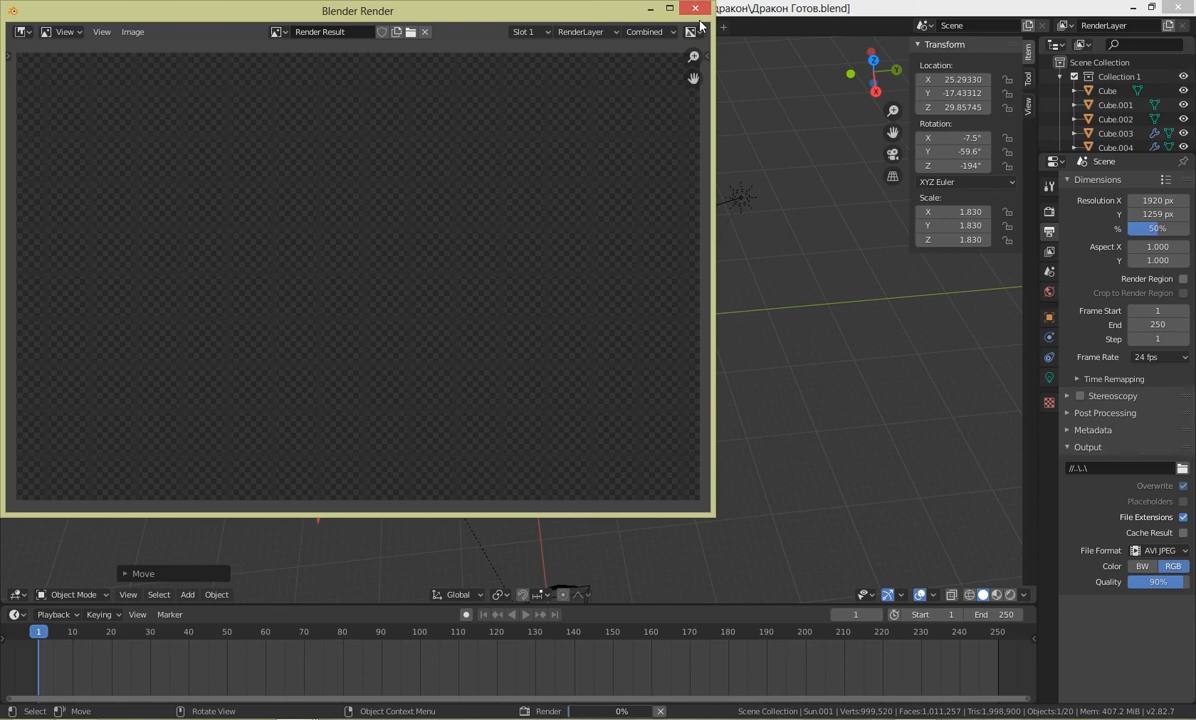 Blender Render
дракон\Дракон Готов.blend]
View View Image Render Result Slot 1 RenderLayer Combined
Scene RenderLayer
Transform
Location:
X 25.29330
Y -17.43312
Z 29.85745
Rotation:
X -7.5°
Y -59.6°
Z -194°
XYZ Euler
Scale:
X 1.830
Y 1.830
Z 1.830
Item
Tool
View
Z
Y
X
Scene Collection
Collection 1
Cube
Cube.001
Cube.002
Cube.003
Cube.004
Scene
Dimensions
Resolution X 1920 px
Y 1259 px
% 50%
Aspect X 1.000
Y 1.000
Render Region
Crop to Render Region
Frame Start 1
End 250
Step 1
Frame Rate 24 fps
Time Remapping
Stereoscopy
Post Processing
Metadata
Output
//..\..\
Overwrite
Placeholders
File Extensions
Cache Result
File Format AVI JPEG
Color BW RGB
Quality 90%
Move
Object Mode View Select Add Object Global
Playback Keying View Marker 1 Start 1 End 250
1 10 20 30 40 50 60 70 80 90 100 110 120 130 140 150 160 170 180 190 200 210 220 230 240 250
Select Move Rotate View Object Context Menu Render 0% Scene Collection | Sun.001 | Verts:999,520 | Faces:1,011,257 | Tris:1,998,900 | Objects:1/20 | Mem: 407.2 MiB | v2.82.7